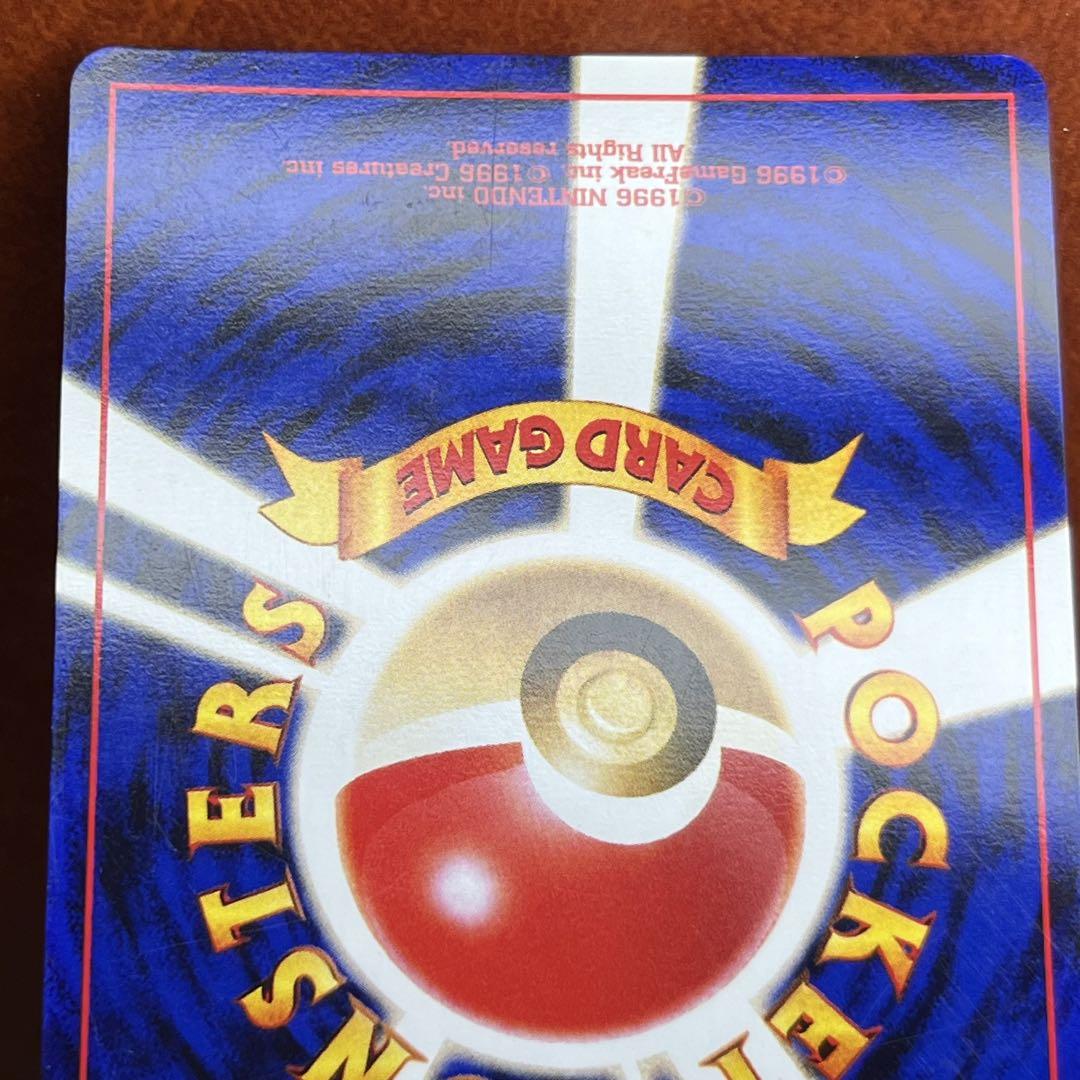 POCKET MONSTERS
CARD GAME
©1996 NINTENDO inc.
©1996 GameFreak inc. ©1996 Creatures inc.
All Rights reserved.